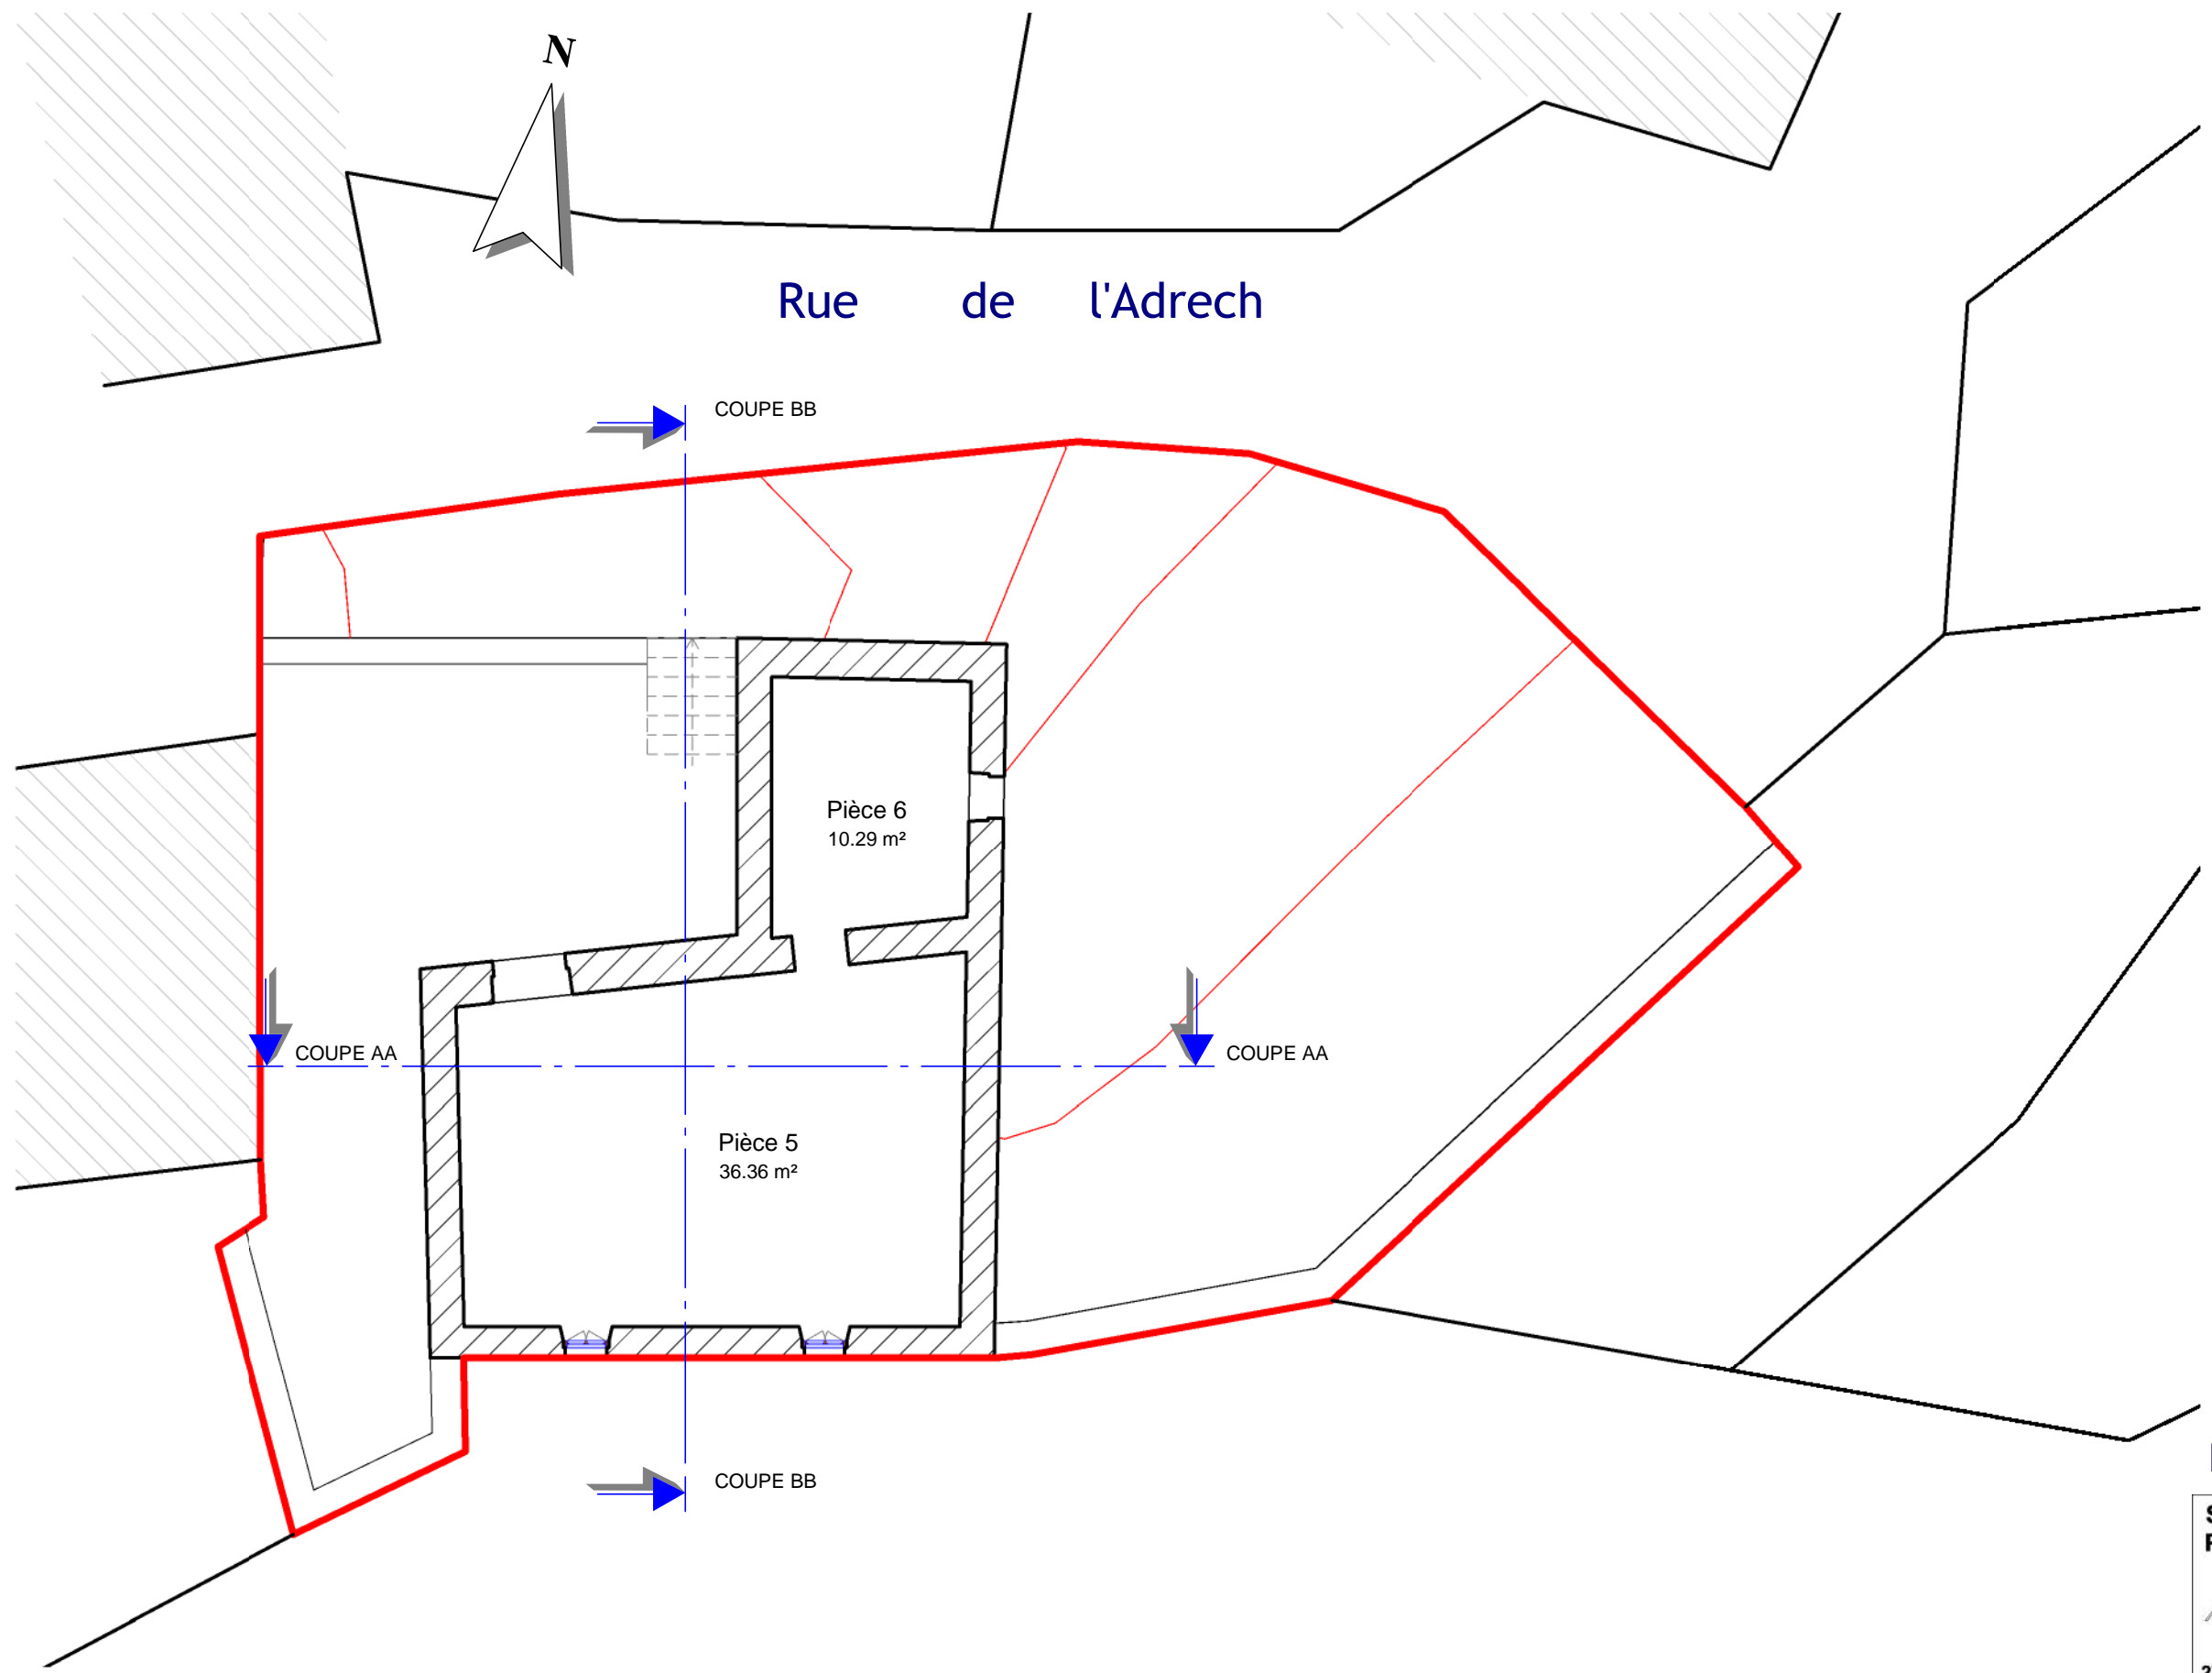 N
Rue de l'Adrech
COUPE BB
Pièce 6
10.29 m²
COUPE AA
COUPE AA
Pièce 5
36.36 m²
COUPE BB